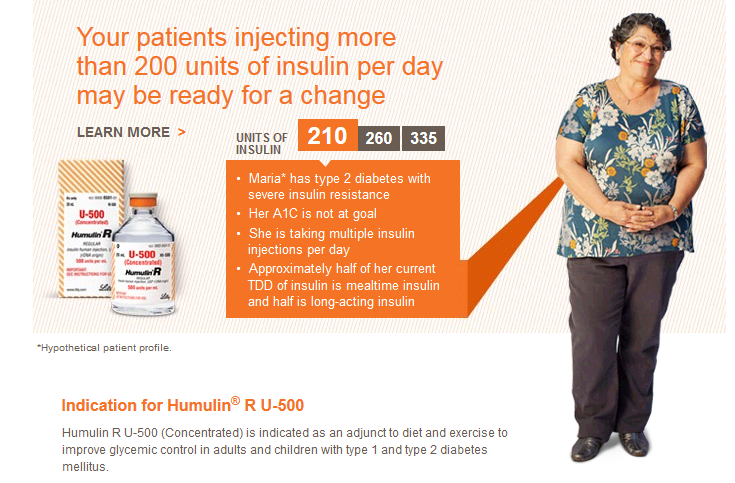 Your patients injecting more
than 200 units of insulin per day
may be ready for a change
LEARN MORE >
UNITS OF
INSULIN
210
260
335
• Maria* has type 2 diabetes with
severe insulin resistance
• Her A1C is not at goal
• She is taking multiple insulin
injections per day
• Approximately half of her current
TDD of insulin is mealtime insulin
and half is long-acting insulin
U-500
(Concentrated)
Humulin R
REGULAR
500 units per mL
Lilly
U-500
(Concentrated)
Humulin R
REGULAR
500 units per mL
Lilly
*Hypothetical patient profile.
Indication for Humulin® R U-500
Humulin R U-500 (Concentrated) is indicated as an adjunct to diet and exercise to
improve glycemic control in adults and children with type 1 and type 2 diabetes
mellitus.